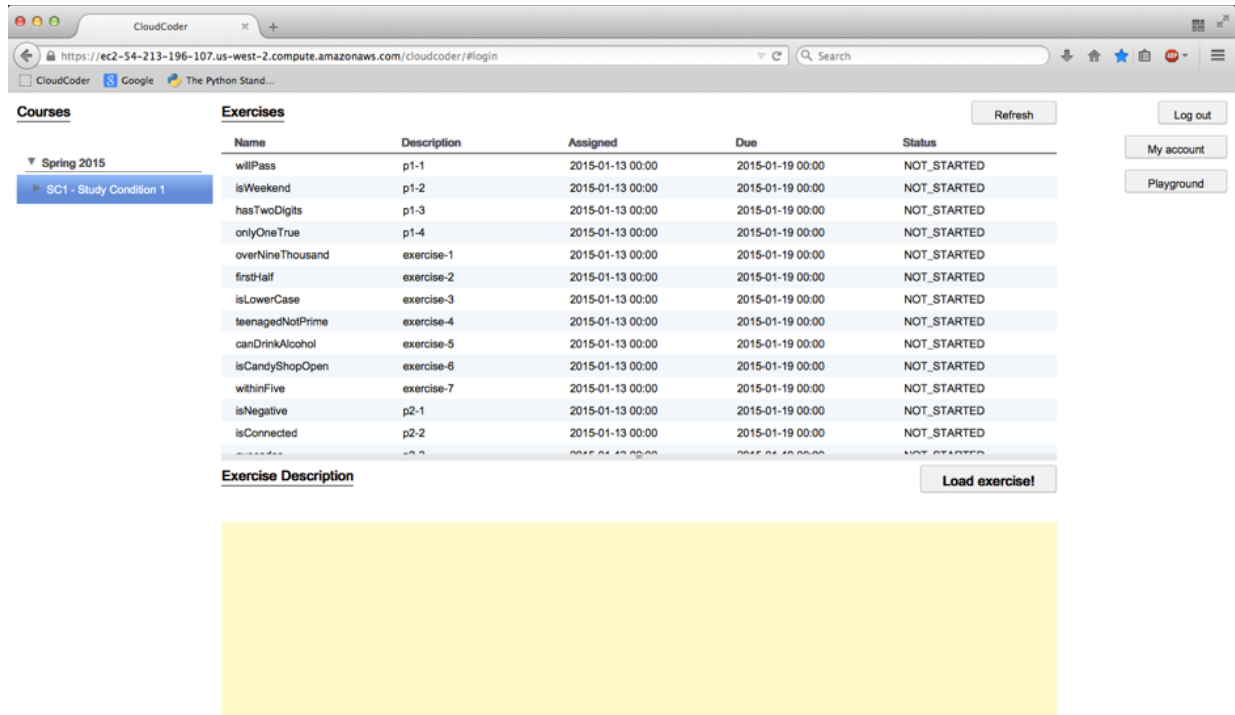 CloudCoder
https://ec2-54-213-196-107.us-west-2.compute.amazonaws.com/cloudcoder/#login
Search
CloudCoder Google The Python Stand...
Courses Exercises Refresh Log out
Name Description Assigned Due Status My account
Spring 2015 willPass p1-1 2015-01-13 00:00 2015-01-19 00:00 NOT_STARTED
SC1 - Study Condition 1 isWeekend p1-2 2015-01-13 00:00 2015-01-19 00:00 NOT_STARTED Playground
hasTwoDigits p1-3 2015-01-13 00:00 2015-01-19 00:00 NOT_STARTED
onlyOneTrue p1-4 2015-01-13 00:00 2015-01-19 00:00 NOT_STARTED
overNineThousand exercise-1 2015-01-13 00:00 2015-01-19 00:00 NOT_STARTED
firstHalf exercise-2 2015-01-13 00:00 2015-01-19 00:00 NOT_STARTED
isLowerCase exercise-3 2015-01-13 00:00 2015-01-19 00:00 NOT_STARTED
teenagedNotPrime exercise-4 2015-01-13 00:00 2015-01-19 00:00 NOT_STARTED
canDrinkAlcohol exercise-5 2015-01-13 00:00 2015-01-19 00:00 NOT_STARTED
isCandyShopOpen exercise-6 2015-01-13 00:00 2015-01-19 00:00 NOT_STARTED
withinFive exercise-7 2015-01-13 00:00 2015-01-19 00:00 NOT_STARTED
isNegative p2-1 2015-01-13 00:00 2015-01-19 00:00 NOT_STARTED
isConnected p2-2 2015-01-13 00:00 2015-01-19 00:00 NOT_STARTED
Exercise Description Load exercise!